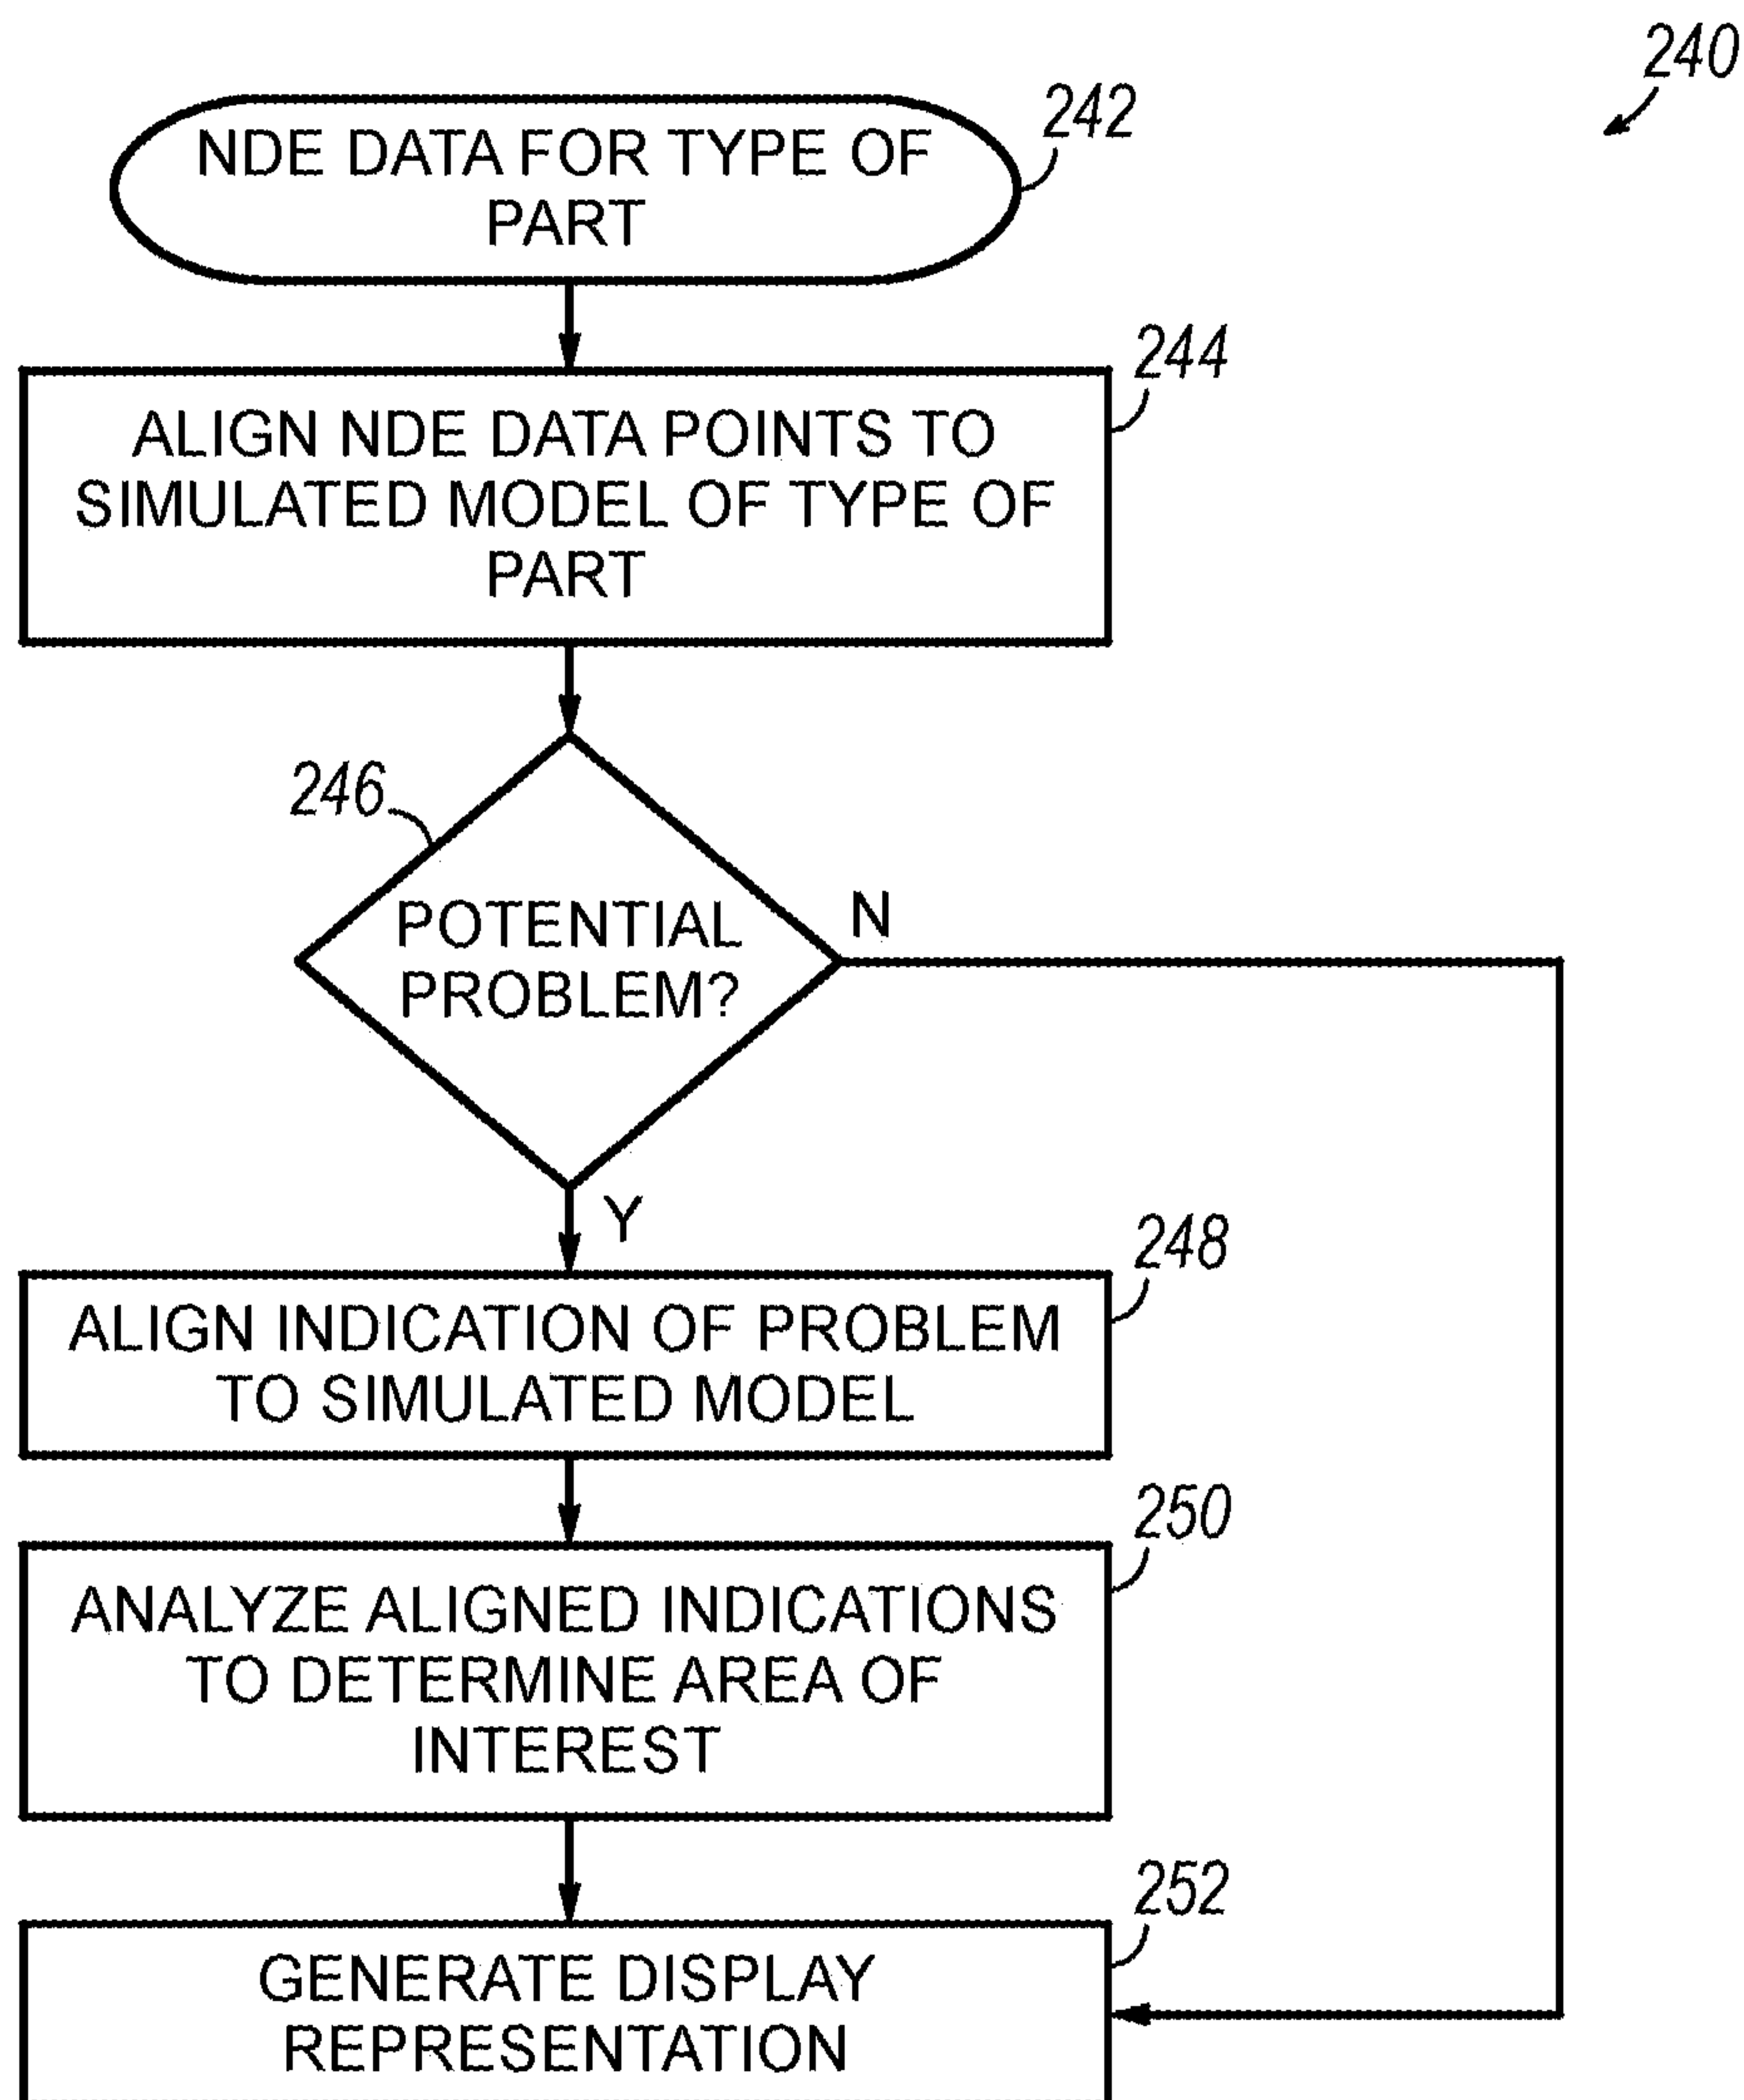 240
242
NDE DATA FOR TYPE OF
PART
244
ALIGN NDE DATA POINTS TO
SIMULATED MODEL OF TYPE OF
PART
246
POTENTIAL
PROBLEM?
N
Y
248
ALIGN INDICATION OF PROBLEM
TO SIMULATED MODEL
250
ANALYZE ALIGNED INDICATIONS
TO DETERMINE AREA OF
INTEREST
252
GENERATE DISPLAY
REPRESENTATION